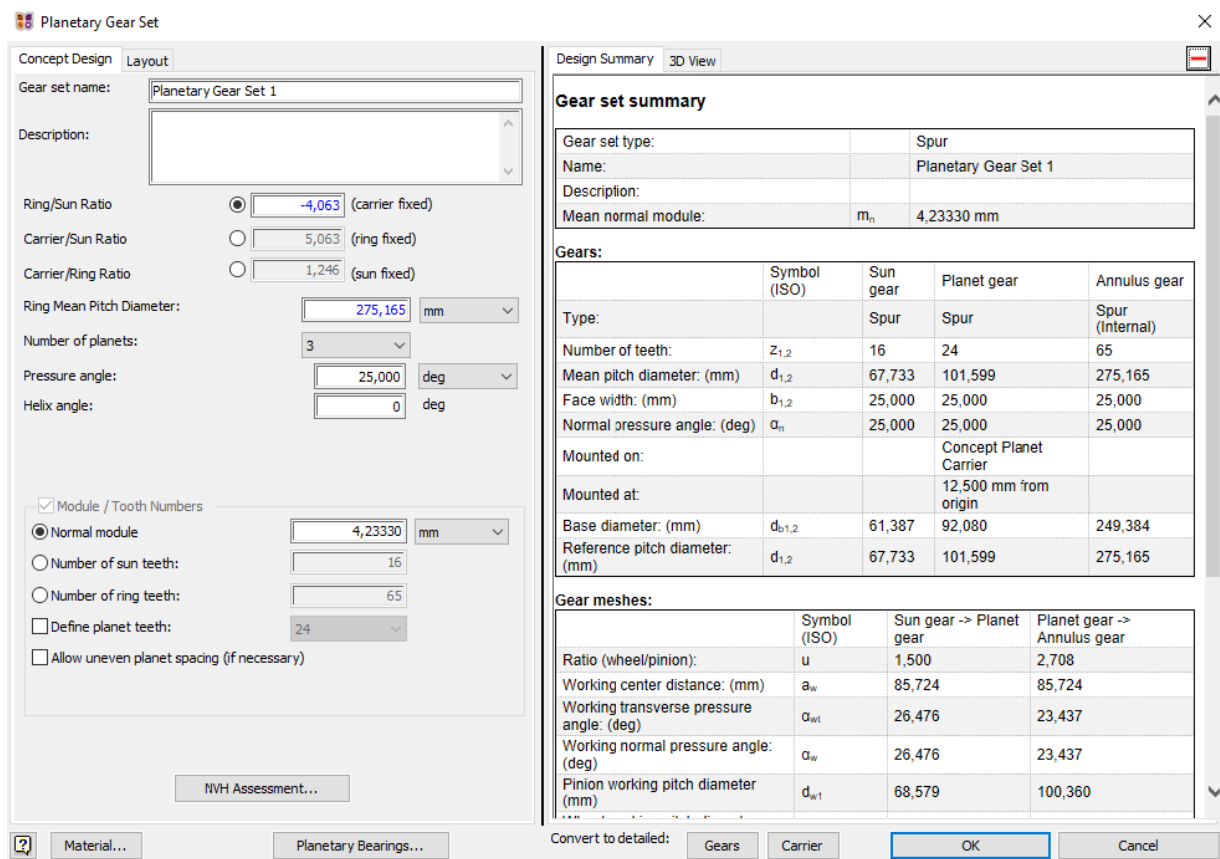 Planetary Gear Set
Concept Design Layout
Gear set name: Planetary Gear Set 1
Description:
Ring/Sun Ratio -4,063 (carrier fixed)
Carrier/Sun Ratio 5,063 (ring fixed)
Carrier/Ring Ratio 1,246 (sun fixed)
Ring Mean Pitch Diameter: 275,165 mm
Number of planets: 3
Pressure angle: 25,000 deg
Helix angle: 0 deg
Module / Tooth Numbers
Normal module 4,23330 mm
Number of sun teeth: 16
Number of ring teeth: 65
Define planet teeth: 24
Allow uneven planet spacing (if necessary)
NVH Assessment...
Material... Planetary Bearings...
Design Summary 3D View
Gear set summary
Gear set type: Spur
Name: Planetary Gear Set 1
Description:
Mean normal module: mn 4,23330 mm
Gears:
Symbol (ISO) Sun gear Planet gear Annulus gear
Type: Spur Spur Spur (Internal)
Number of teeth: z1,2 16 24 65
Mean pitch diameter: (mm) d1,2 67,733 101,599 275,165
Face width: (mm) b1,2 25,000 25,000 25,000
Normal pressure angle: (deg) αn 25,000 25,000 25,000
Mounted on: Concept Planet Carrier
Mounted at: 12,500 mm from origin
Base diameter: (mm) db1,2 61,387 92,080 249,384
Reference pitch diameter: (mm) d1,2 67,733 101,599 275,165
Gear meshes:
Symbol (ISO) Sun gear -> Planet gear Planet gear -> Annulus gear
Ratio (wheel/pinion): u 1,500 2,708
Working center distance: (mm) aw 85,724 85,724
Working transverse pressure angle: (deg) αwt 26,476 23,437
Working normal pressure angle: (deg) αw 26,476 23,437
Pinion working pitch diameter (mm) dw1 68,579 100,360
Convert to detailed: Gears Carrier OK Cancel